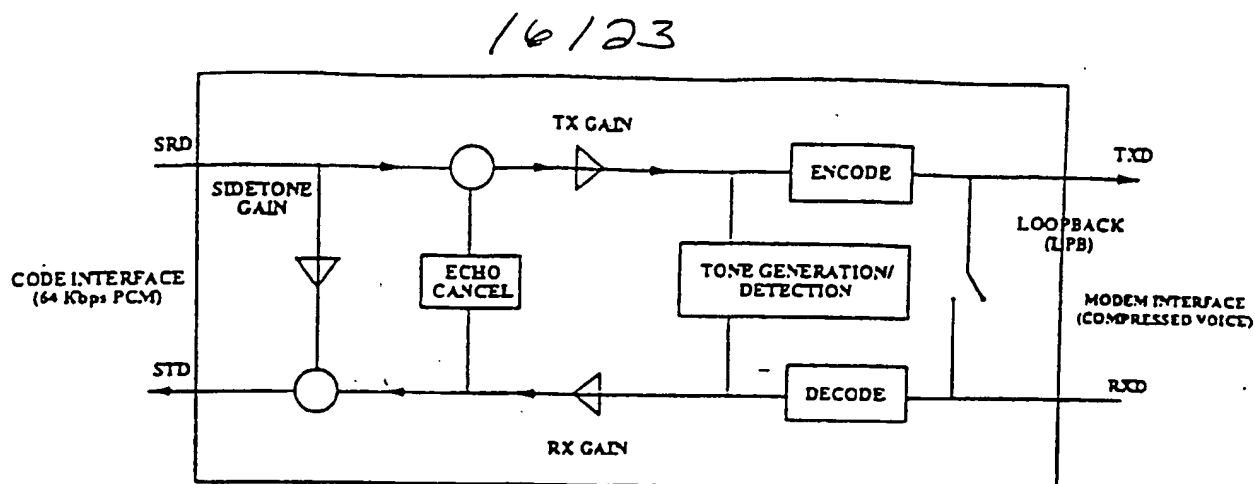 16/23
SRD
TX GAIN
TXD
SIDETONE
GAIN
ENCODE
LOOPBACK
(LPB)
CODE INTERFACE
(64 Kbps PCM)
ECHO
CANCEL
TONE GENERATION/
DETECTION
MODEM INTERFACE
(COMPRESSED VOICE)
STD
DECODE
RXD
RX GAIN